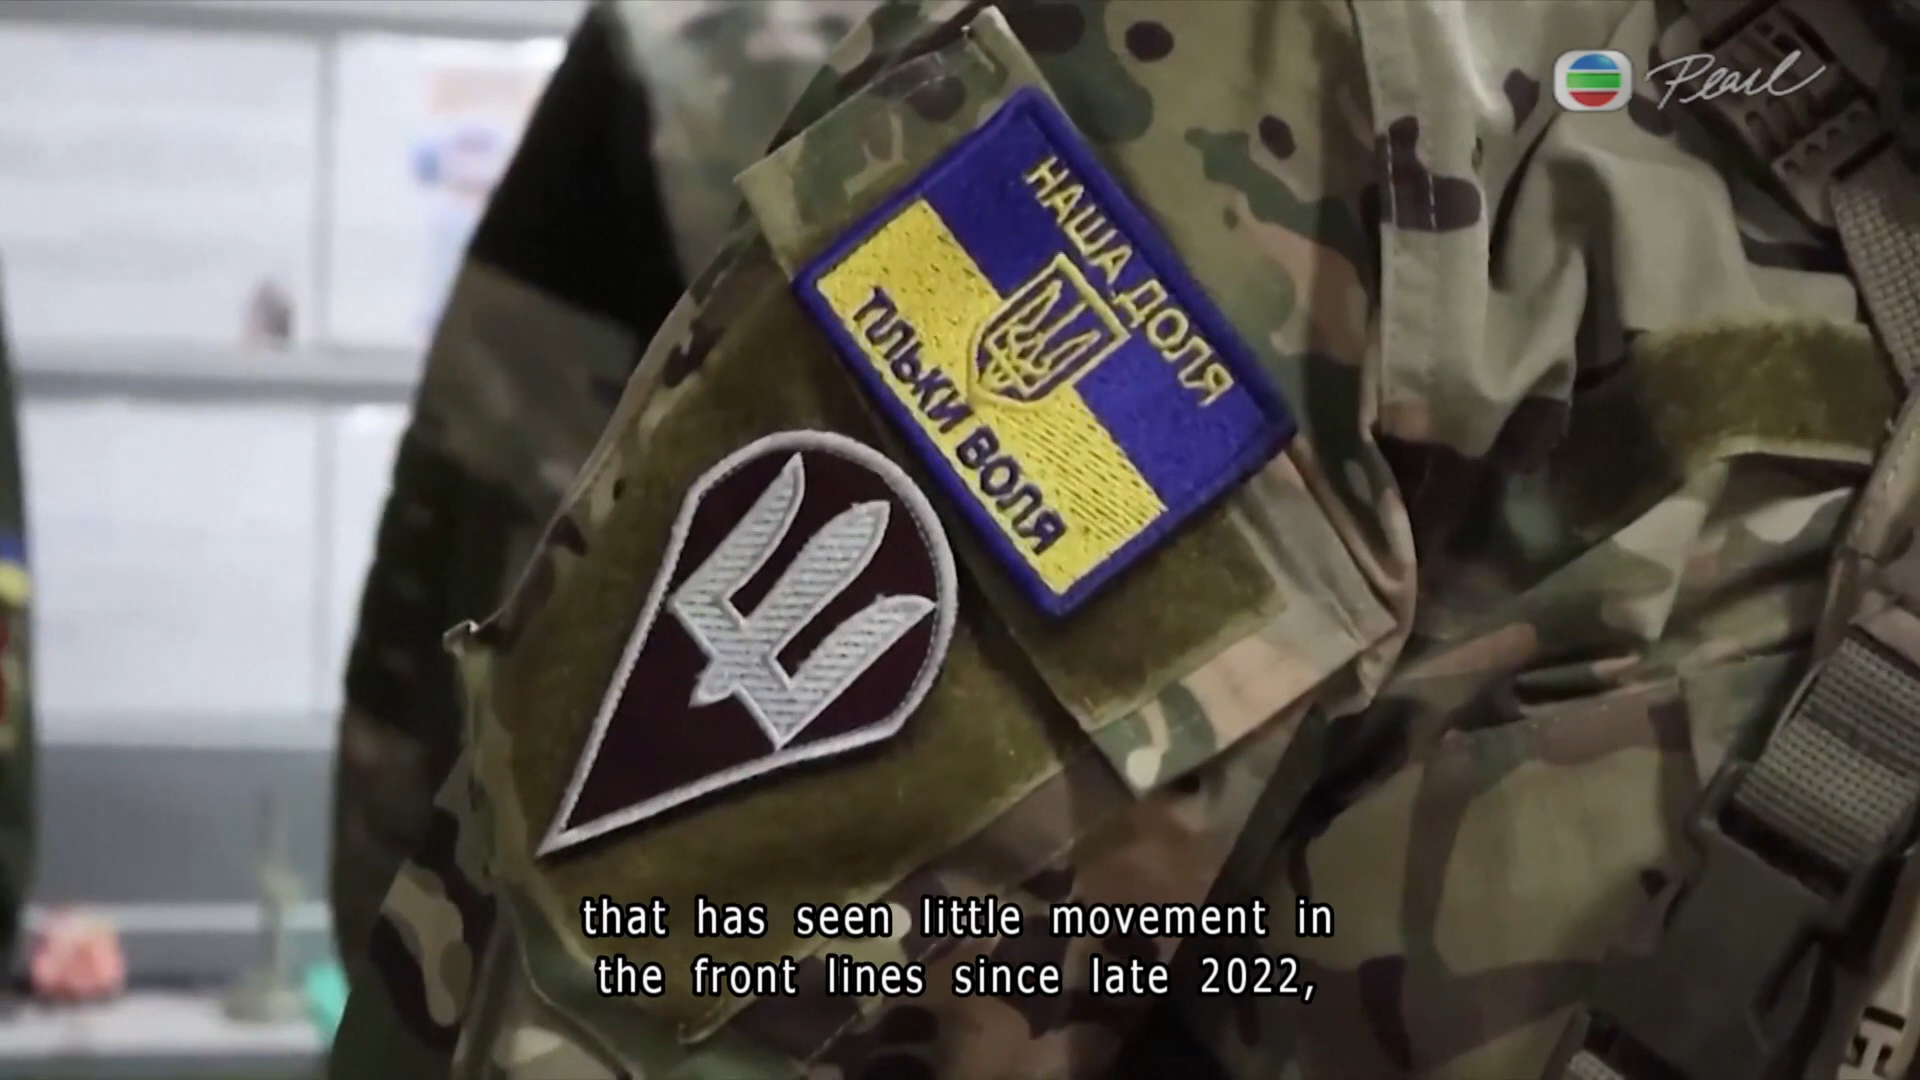 Pearl
НАША ДОЛЯ
ТІЛЬКИ ВОЛЯ
that has seen little movement in
the front lines since late 2022,